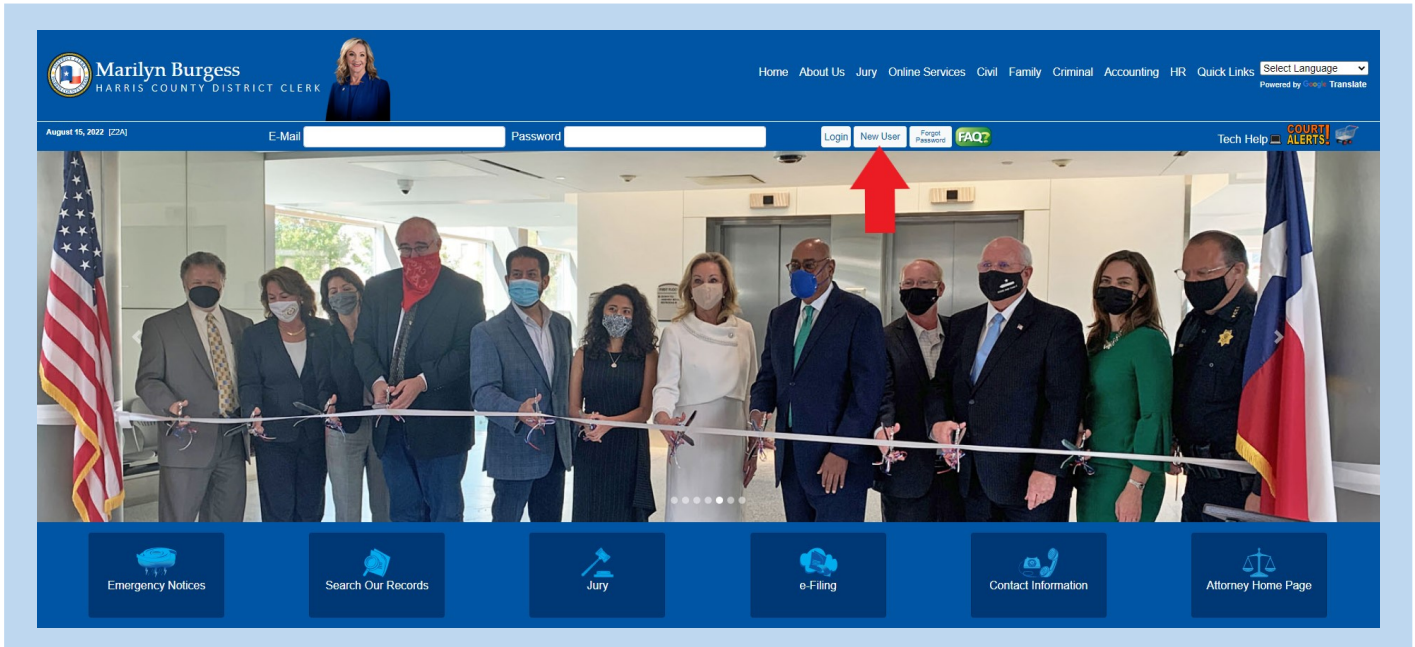 Marilyn Burgess
HARRIS COUNTY DISTRICT CLERK
Home About Us Jury Online Services Civil Family Criminal Accounting HR Quick Links Select Language
Powered by Google Translate
August 15, 2022 [Z2A]
E-Mail
Password
Login
New User
Forgot
Password
FAQ?
Tech Help
COURT
ALERTS!
Emergency Notices
Search Our Records
Jury
e-Filing
Contact Information
Attorney Home Page